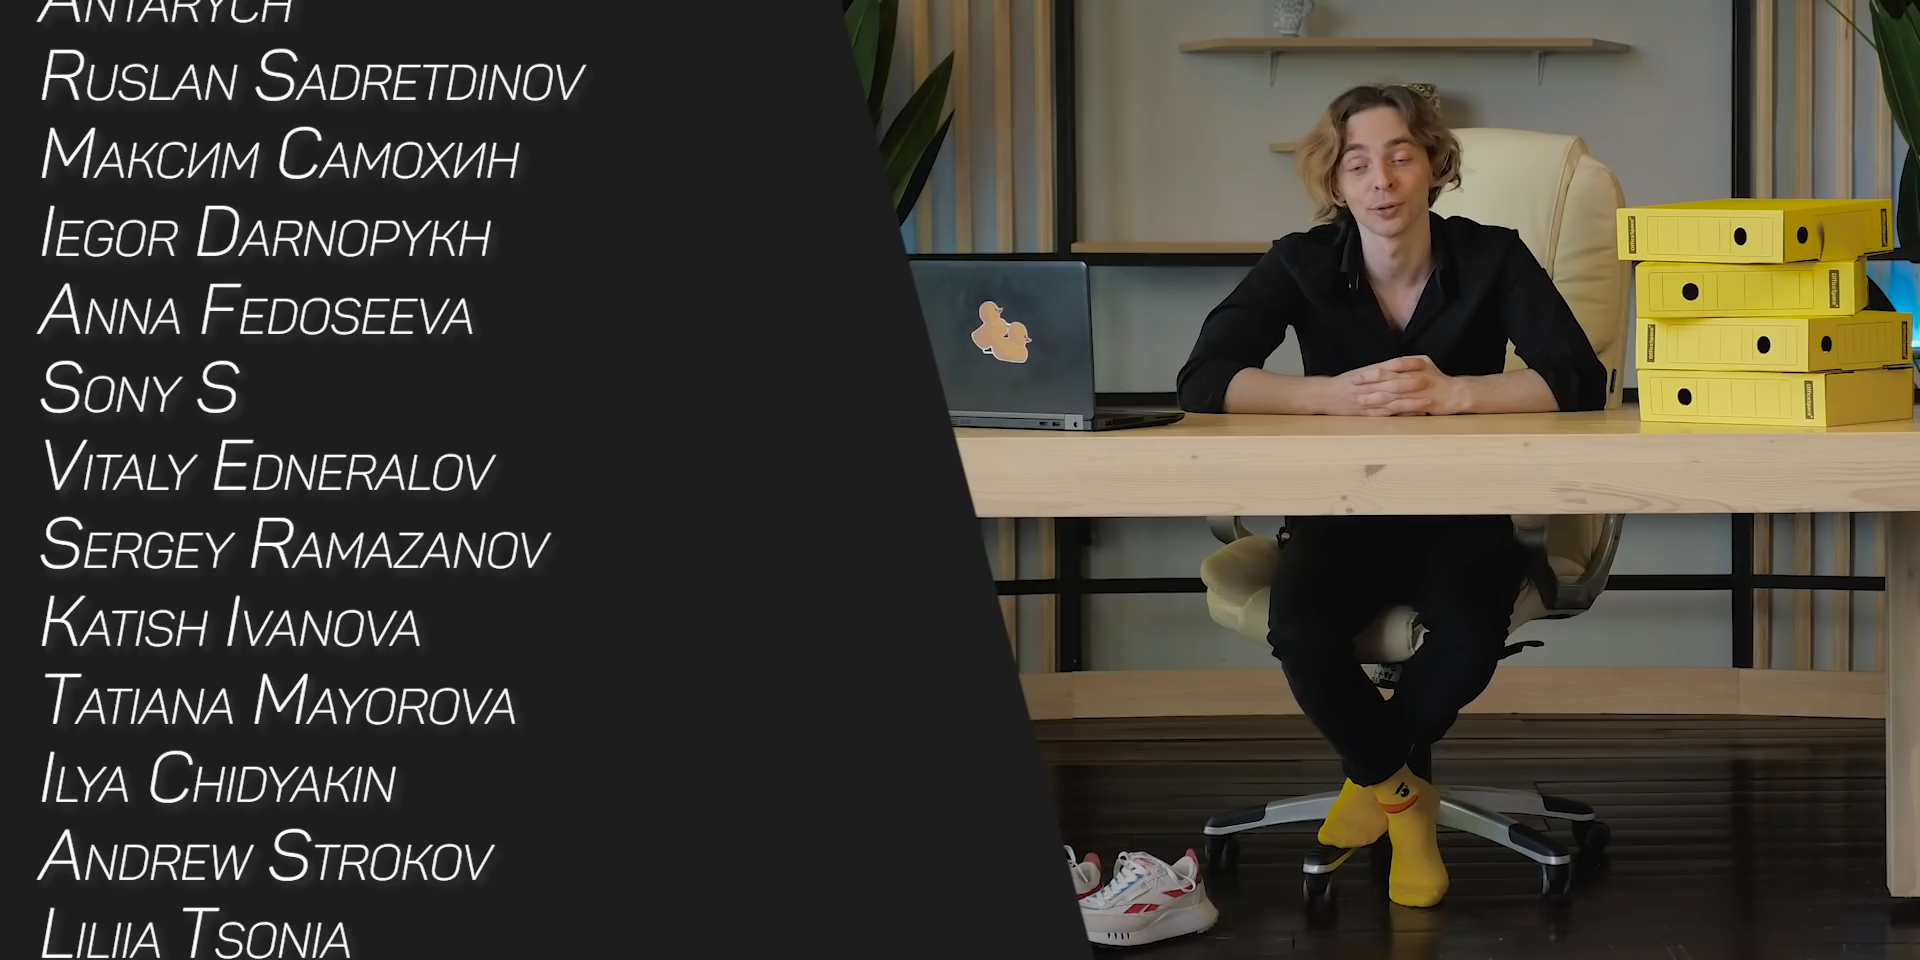 ANTARYCH
RUSLAN SADRETDINOV
МАКСИМ САМОХИН
IEGOR DARNOPYKH
ANNA FEDOSEEVA
SONY S
VITALY EDNERALOV
SERGEY RAMAZANOV
KATISH IVANOVA
TATIANA MAYOROVA
ILYA CHIDYAKIN
ANDREW STROKOV
LILIIA TSONIA